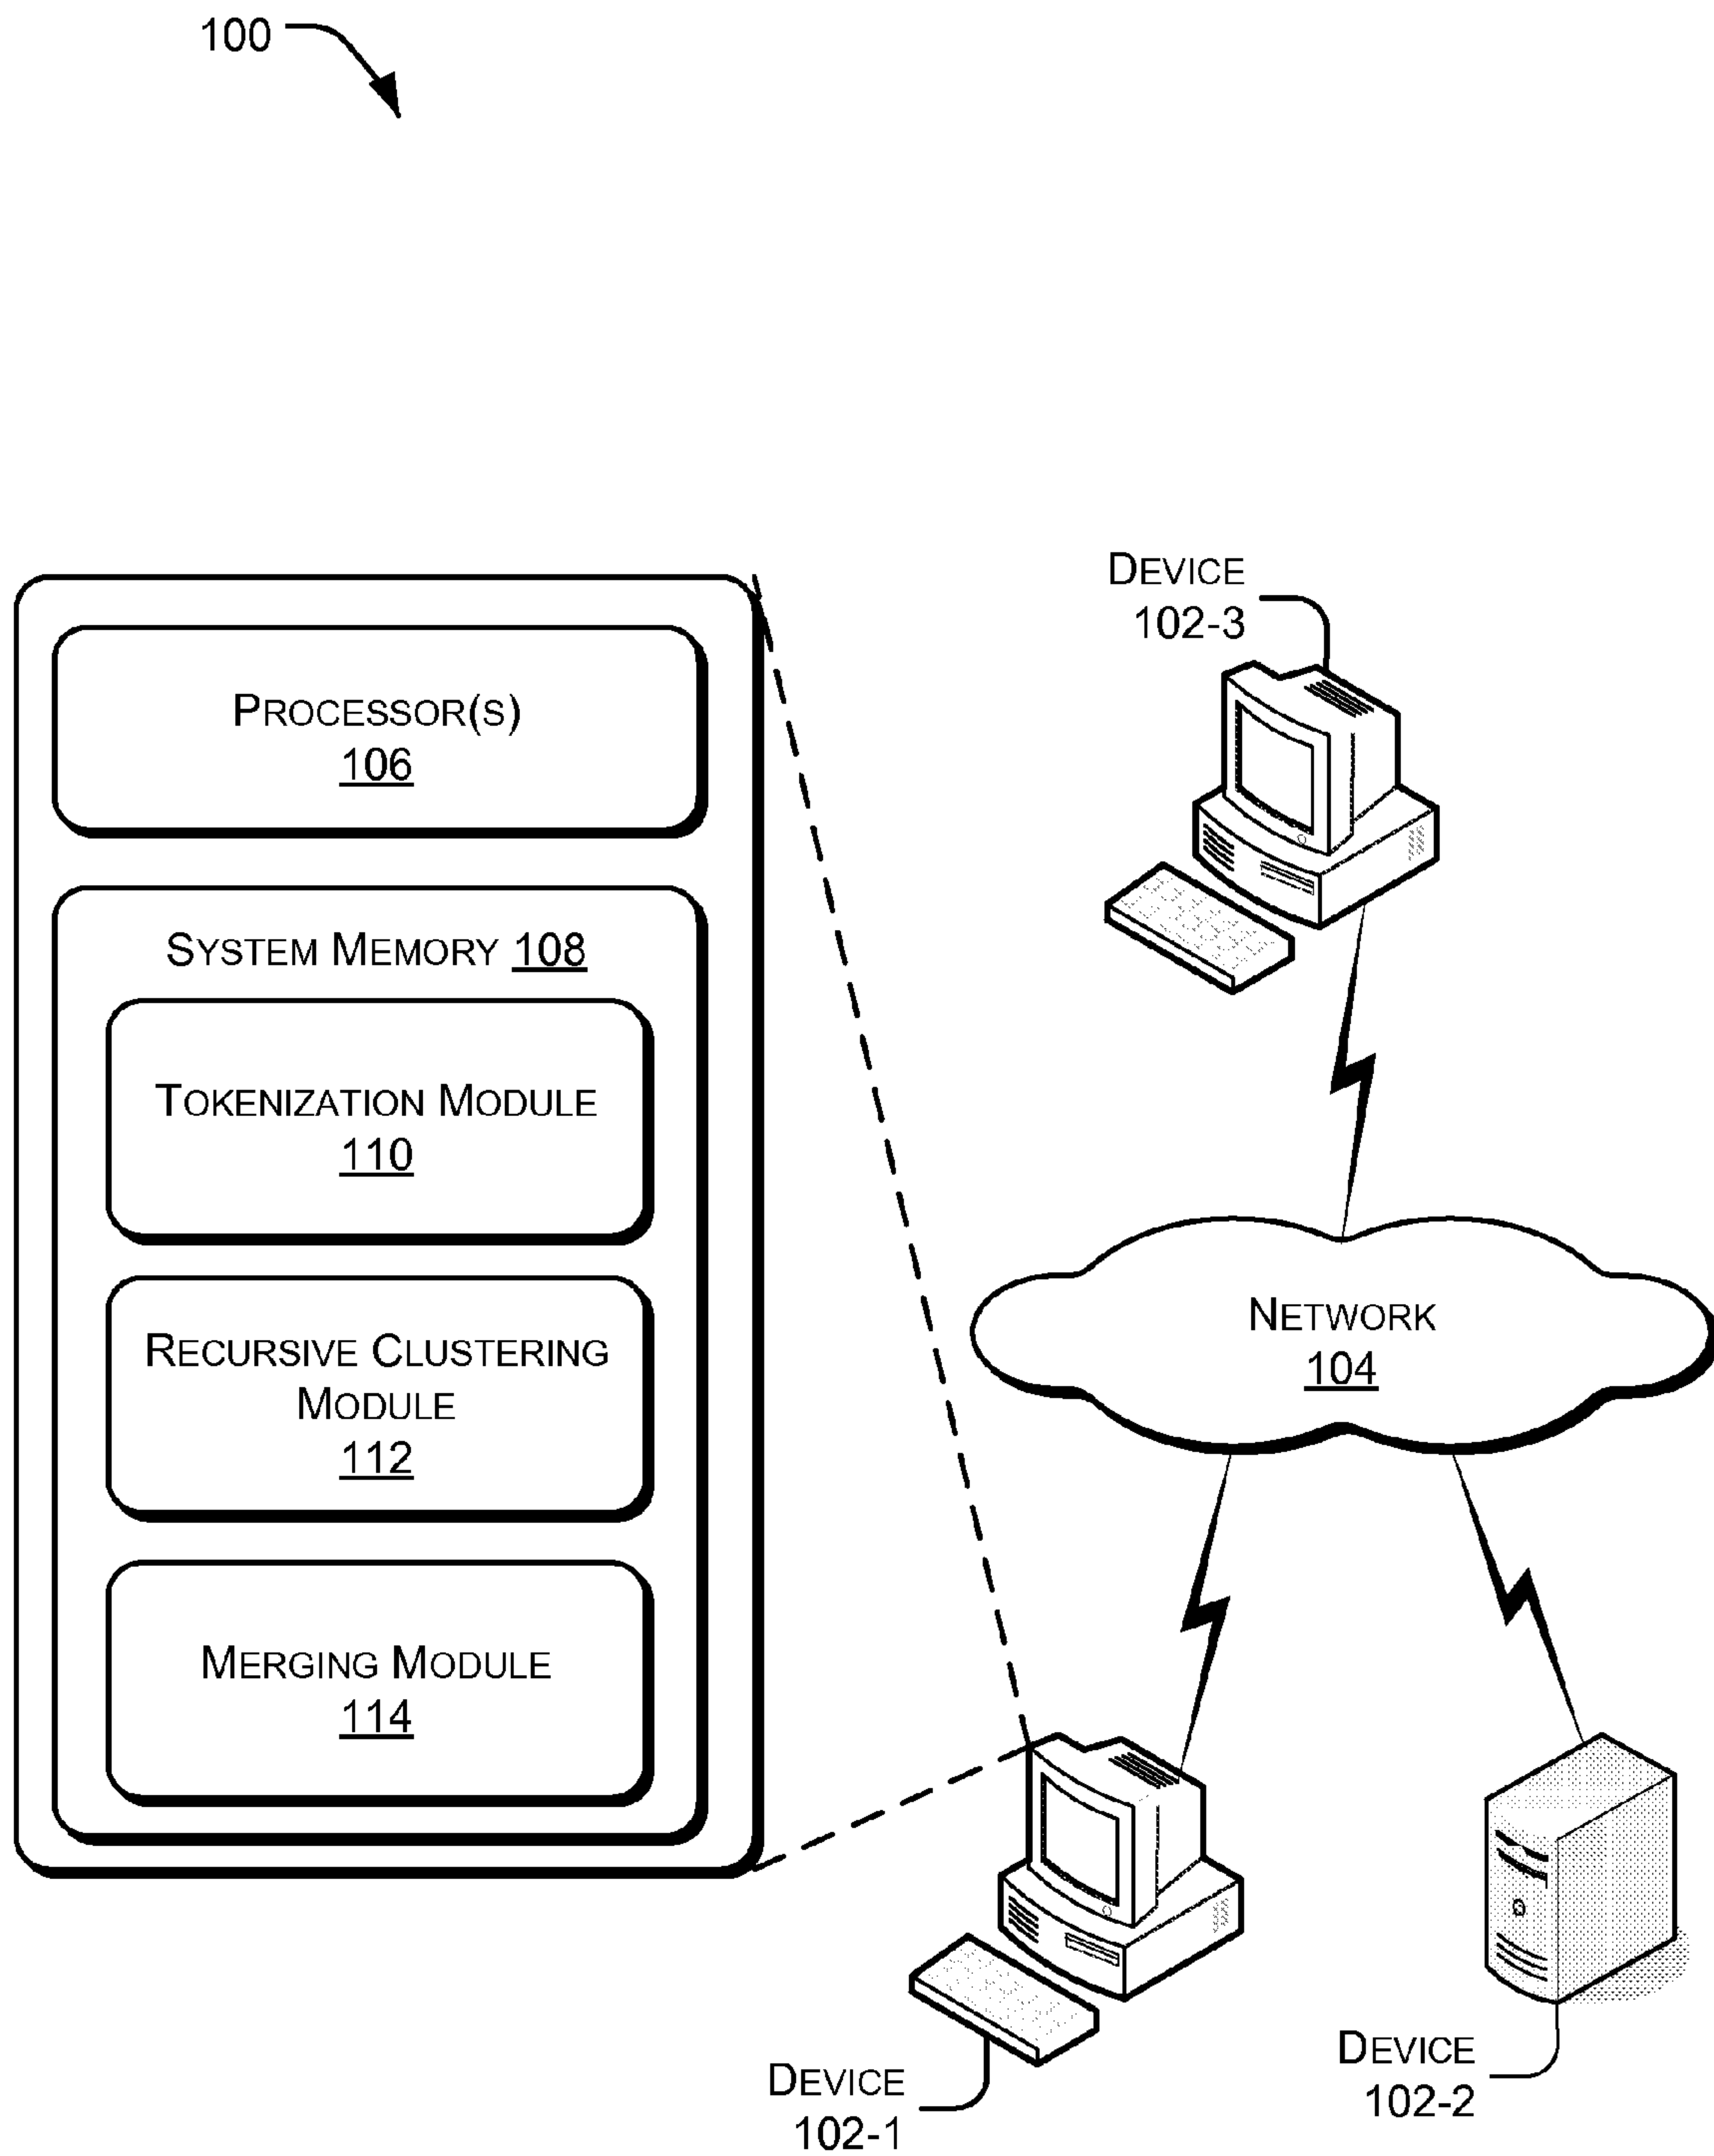 100
DEVICE
102-3
PROCESSOR(S)
106
SYSTEM MEMORY 108
TOKENIZATION MODULE
110
RECURSIVE CLUSTERING
MODULE
112
MERGING MODULE
114
NETWORK
104
DEVICE
102-1
DEVICE
102-2